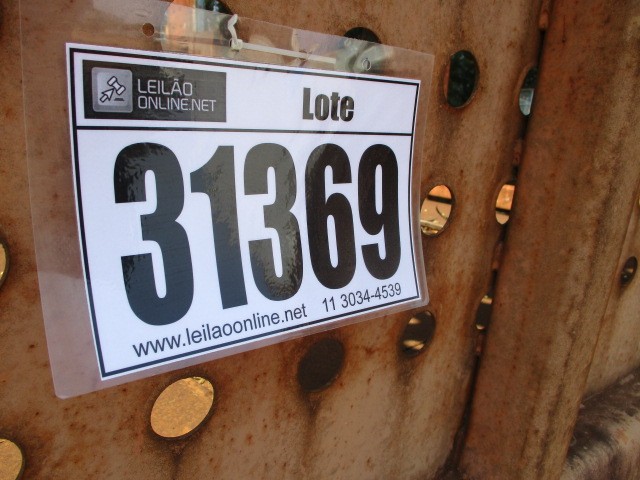 LEILÃO
ONLINE.NET
Lote
31369
www.leilaoonline.net 11 3034-4539